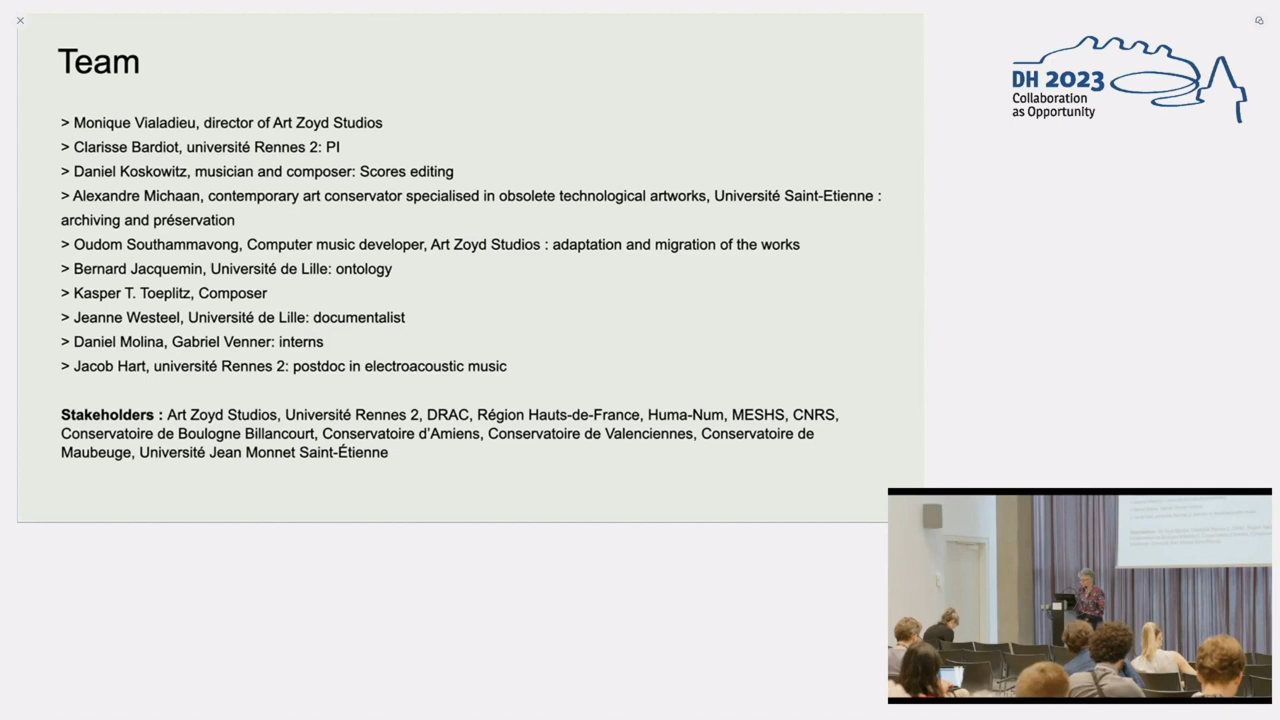 Team
> Monique Vialadieu, director of Art Zoyd Studios
> Clarisse Bardiot, université Rennes 2: PI
> Daniel Koskowitz, musician and composer: Scores editing
> Alexandre Michaan, contemporary art conservator specialised in obsolete technological artworks, Université Saint-Etienne :
archiving and préservation
> Oudom Southammavong, Computer music developer, Art Zoyd Studios : adaptation and migration of the works
> Bernard Jacquemin, Université de Lille: ontology
> Kasper T. Toeplitz, Composer
> Jeanne Westeel, Université de Lille: documentalist
> Daniel Molina, Gabriel Venner: interns
> Jacob Hart, université Rennes 2: postdoc in electroacoustic music
Stakeholders : Art Zoyd Studios, Université Rennes 2, DRAC, Région Hauts-de-France, Huma-Num, MESHS, CNRS,
Conservatoire de Boulogne Billancourt, Conservatoire d'Amiens, Conservatoire de Valenciennes, Conservatoire de
Maubeuge, Université Jean Monnet Saint-Étienne
DH 2023
Collaboration
as Opportunity